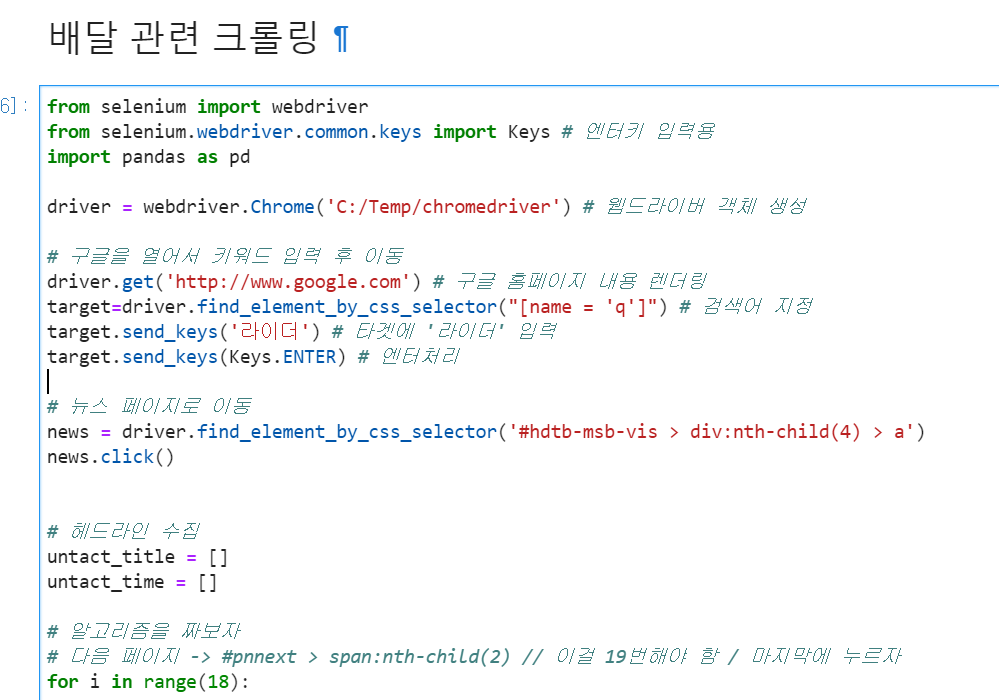 배달 관련 크롤링 ¶
6]:
from selenium import webdriver
from selenium.webdriver.common.keys import Keys # 엔터키 입력용
import pandas as pd
driver = webdriver.Chrome('C:/Temp/chromedriver') # 웹드라이버 객체 생성
# 구글을 열어서 키워드 입력 후 이동
driver.get('http://www.google.com') # 구글 홈페이지 내용 렌더링
target=driver.find_element_by_css_selector("[name = 'q']") # 검색어 지정
target.send_keys('라이더') # 타겟에 '라이더' 입력
target.send_keys(Keys.ENTER) # 엔터처리
# 뉴스 페이지로 이동
news = driver.find_element_by_css_selector('#hdtb-msb-vis > div:nth-child(4) > a')
news.click()
# 헤드라인 수집
untact_title = []
untact_time = []
# 알고리즘을 짜보자
# 다음 페이지 -> #pnnext > span:nth-child(2) // 이걸 19번해야 함 / 마지막에 누르자
for i in range(18):